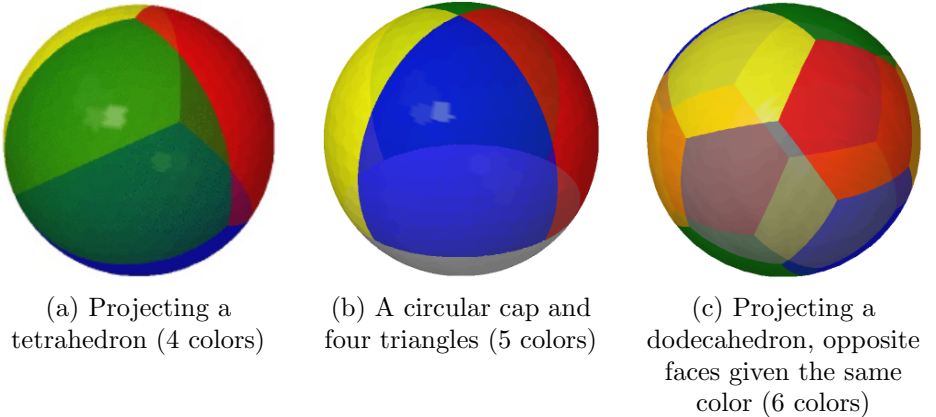 (a) Projecting a
tetrahedron (4 colors)
(b) A circular cap and
four triangles (5 colors)
(c) Projecting a
dodecahedron, opposite
faces given the same
color (6 colors)